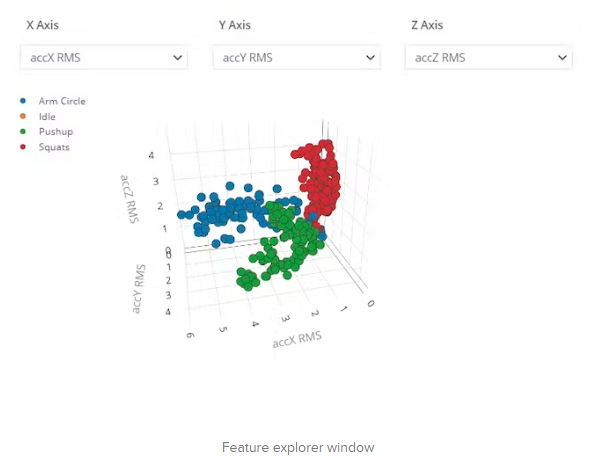 X Axis
Y Axis
Z Axis
accX RMS
accY RMS
accZ RMS
Arm Circle
Idle
Pushup
Squats
4
3
2
1
0
accZ RMS
0
1
2
3
4
accY RMS
6
5
4
3
2
1
0
accX RMS
Feature explorer window